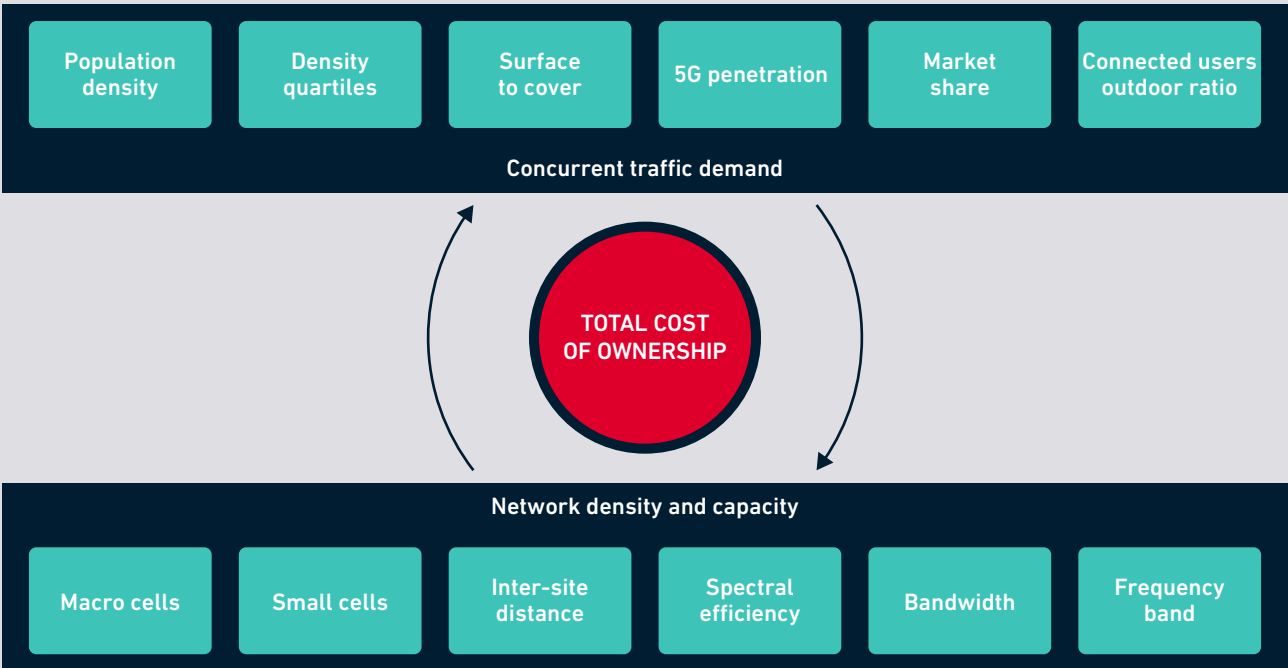 Population
density
Density
quartiles
Surface
to cover
5G penetration
Market
share
Connected users
outdoor ratio
Concurrent traffic demand
TOTAL COST
OF OWNERSHIP
Network density and capacity
Macro cells
Small cells
Inter-site
distance
Spectral
efficiency
Bandwidth
Frequency
band